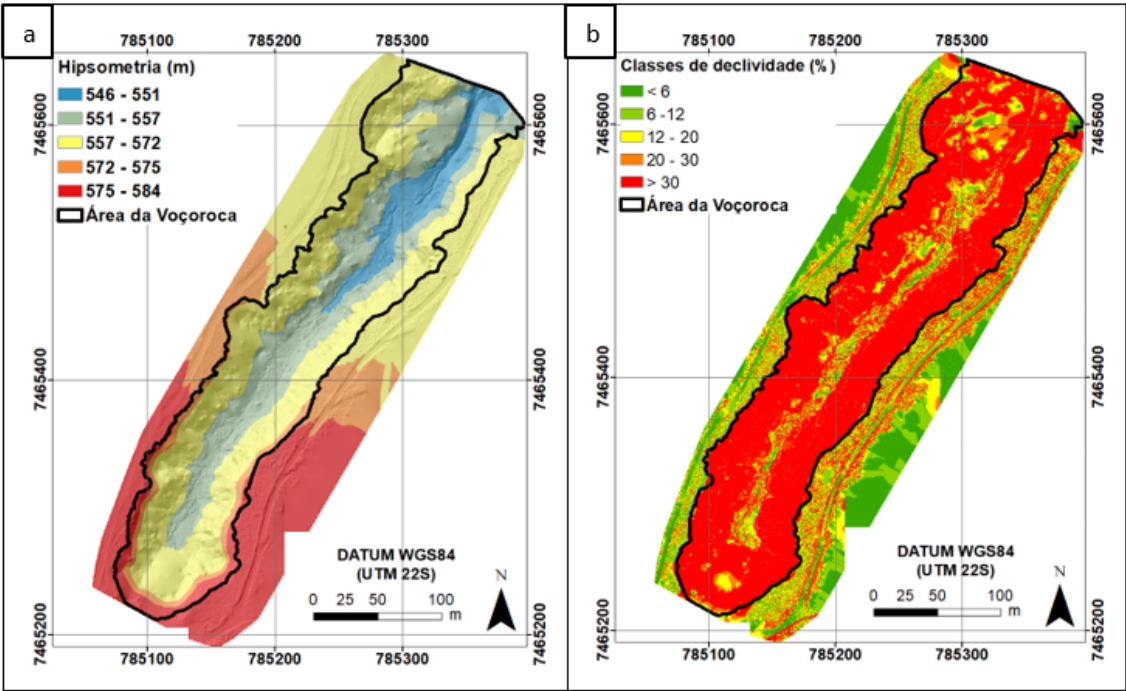 a
785100 785200 785300
Hipsometria (m)
546 - 551
551 - 557
557 - 572
572 - 575
575 - 584
Área da Voçoroca
7465600
7465600
7465400
7465400
DATUM WGS84
(UTM 22S)
N
0 25 50 100
m
7465200
7465200
785100 785200 785300
b
785100 785200 785300
Classes de declividade (%)
< 6
6 -12
12 - 20
20 - 30
> 30
Área da Voçoroca
7465600
7465600
7465400
7465400
DATUM WGS84
(UTM 22S)
N
0 25 50 100
m
7465200
7465200
785100 785200 785300